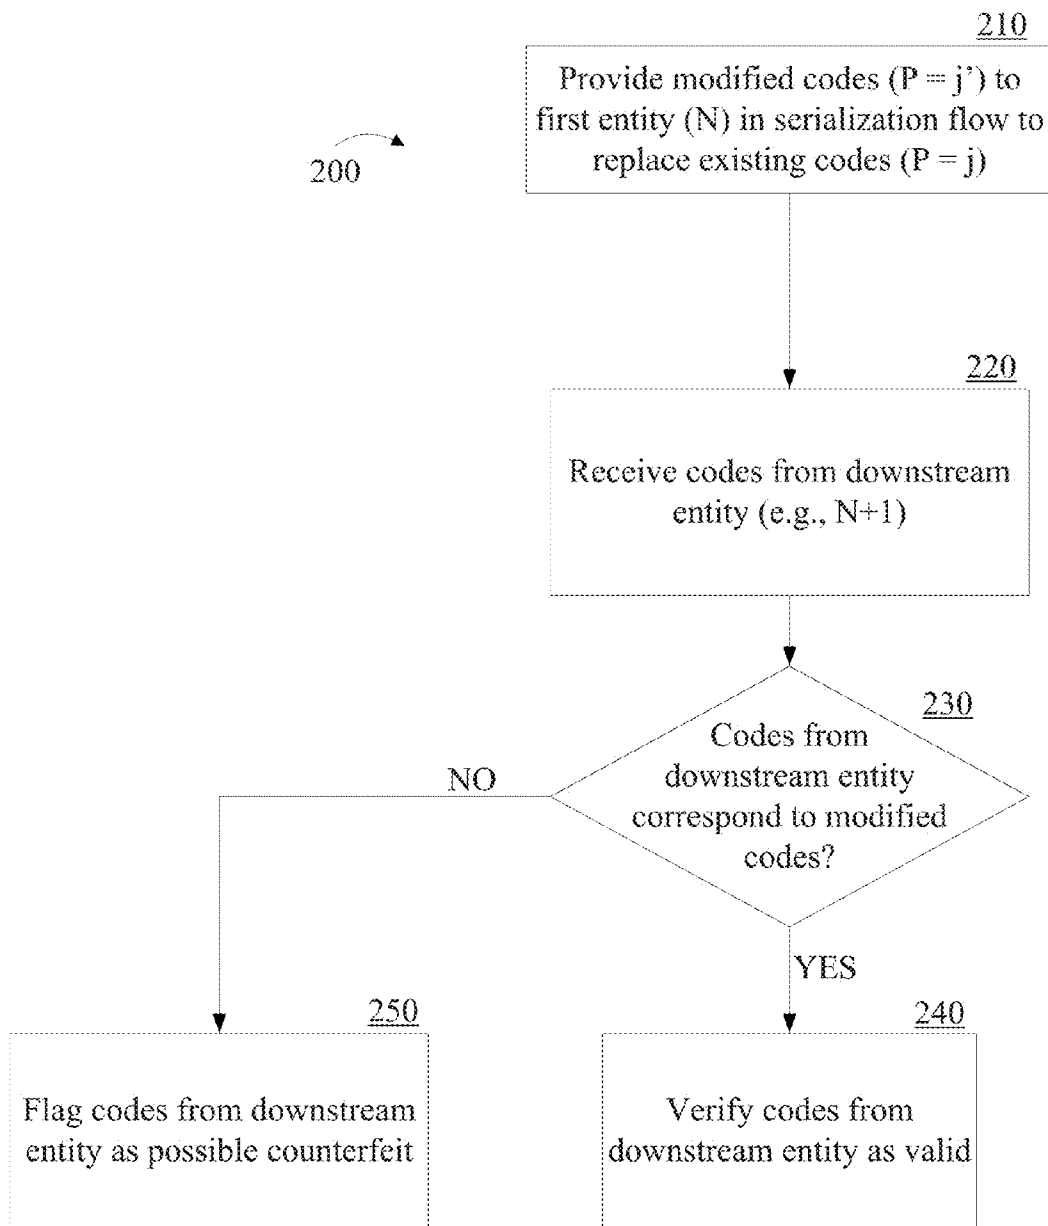 210
Provide modified codes (P = j’) to
first entity (N) in serialization flow to
replace existing codes (P = j)
200
220
Receive codes from downstream
entity (e.g., N+1)
230
Codes from
downstream entity
correspond to modified
codes?
NO
YES
250
Flag codes from downstream
entity as possible counterfeit
240
Verify codes from
downstream entity as valid